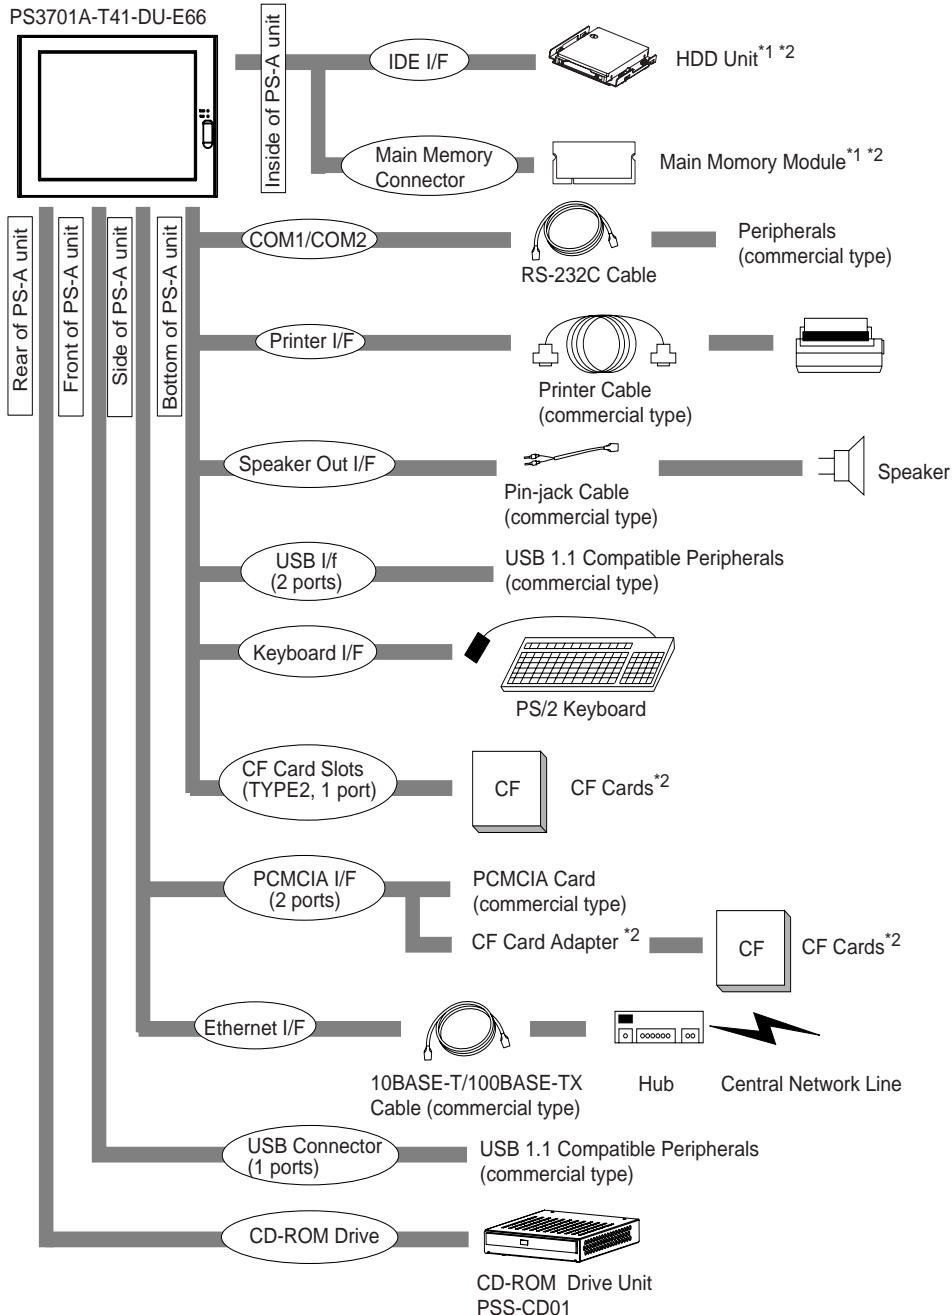 PS3701A-T41-DU-E66
Inside of PS-A unit
IDE I/F
HDD Unit*1 *2
Main Memory
Connector
Main Momory Module*1 *2
Rear of PS-A unit
Front of PS-A unit
Side of PS-A unit
Bottom of PS-A unit
COM1/COM2
RS-232C Cable
Peripherals
(commercial type)
Printer I/F
Printer Cable
(commercial type)
Speaker Out I/F
Pin-jack Cable
(commercial type)
Speaker
USB I/f
(2 ports)
USB 1.1 Compatible Peripherals
(commercial type)
Keyboard I/F
PS/2 Keyboard
CF Card Slots
(TYPE2, 1 port)
CF
CF Cards*2
PCMCIA I/F
(2 ports)
PCMCIA Card
(commercial type)
CF Card Adapter *2
CF
CF Cards*2
Ethernet I/F
10BASE-T/100BASE-TX
Cable (commercial type)
Hub
Central Network Line
USB Connector
(1 ports)
USB 1.1 Compatible Peripherals
(commercial type)
CD-ROM Drive
CD-ROM Drive Unit
PSS-CD01